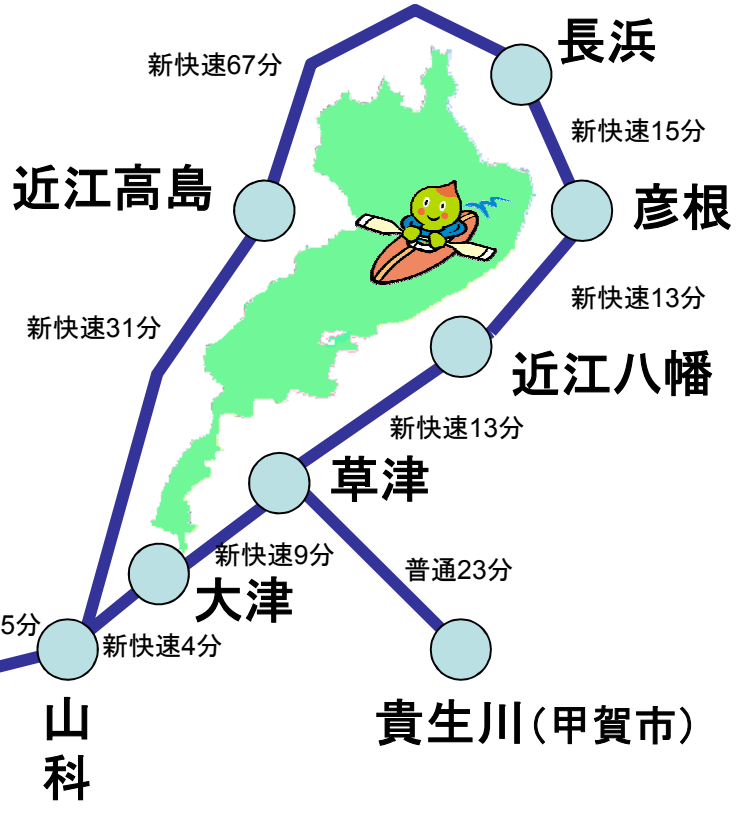 長浜
新快速67分
新快速15分
近江高島
彦根
新快速13分
新快速31分
近江八幡
新快速13分
草津
新快速9分
普通23分
大津
5分
新快速4分
山科
貴生川(甲賀市)